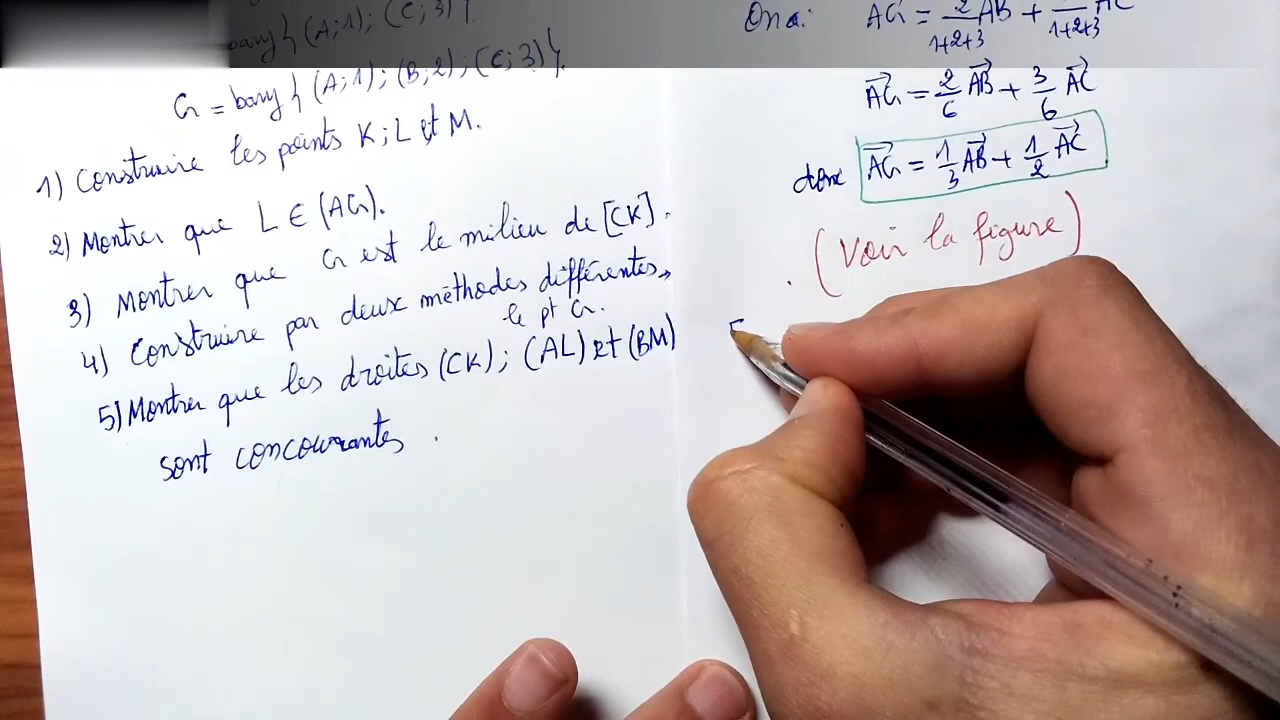 bary { (A;1); (C;3) }.
G = bary { (A;1); (B;2); (C;3) }.
1) Construire les points K; L et M.
2) Montrer que L ∈ (AG).
3) Montrer que G est le milieu de [CK].
4) Construire par deux méthodes différentes
le pt G.
5) Montrer que les droites (CK); (AL) et (BM)
sont concourantes.
On a: AG = 2/1+2+3 AB + 3/1+2+3 AC
AG = 2/6 AB + 3/6 AC
donc AG = 1/3 AB + 1/2 AC
(Voir la figure)